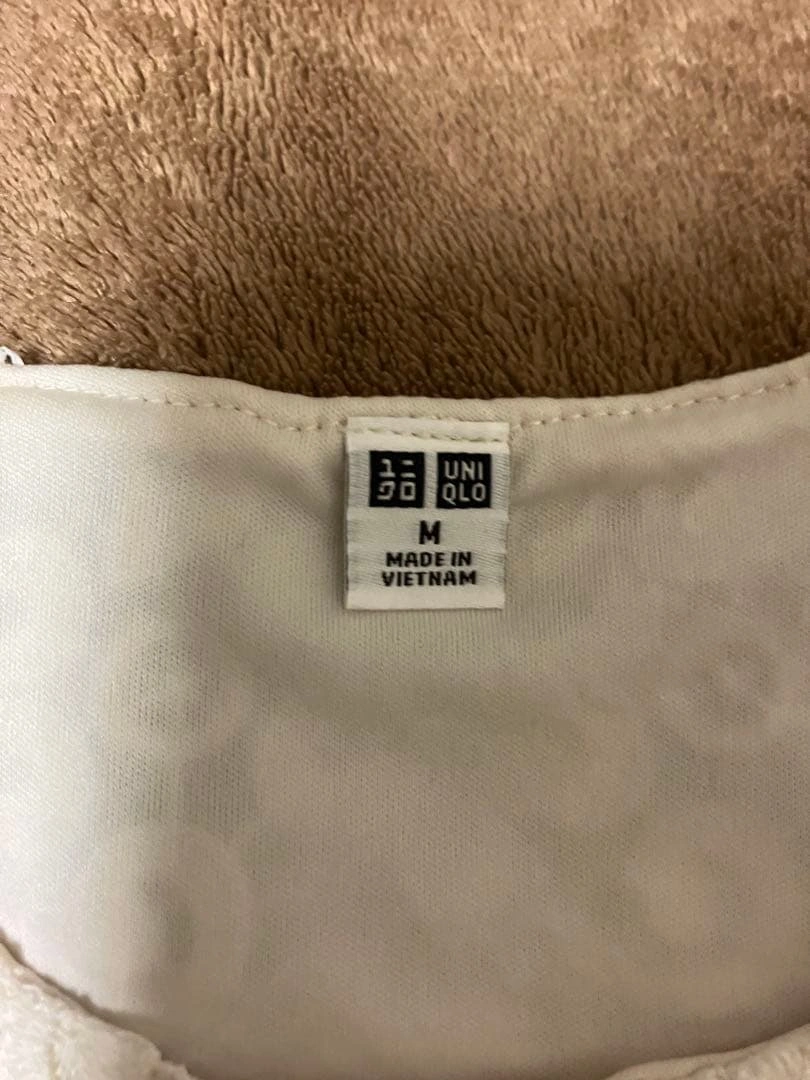 ユニ UNI
クロ QLO
M
MADE IN
VIETNAM